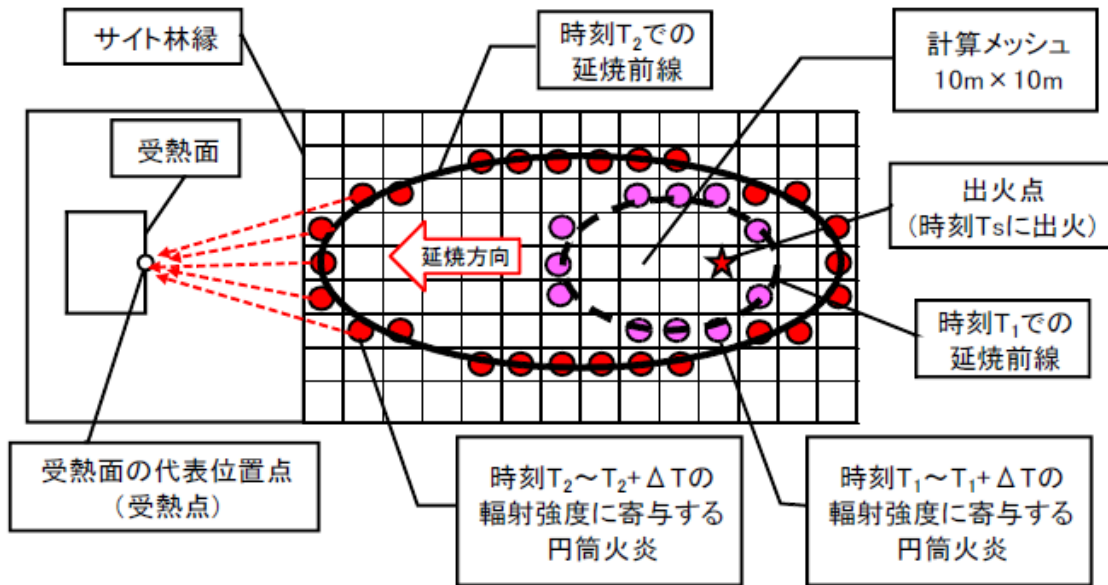 サイト林縁
時刻T₂での
延焼前線
計算メッシュ
10m×10m
受熱面
出火点
(時刻Tsに出火)
延焼方向
時刻T₁での
延焼前線
受熱面の代表位置点
(受熱点)
時刻T₂~T₂+ΔTの
輻射強度に寄与する
円筒火炎
時刻T₁~T₁+ΔTの
輻射強度に寄与する
円筒火炎